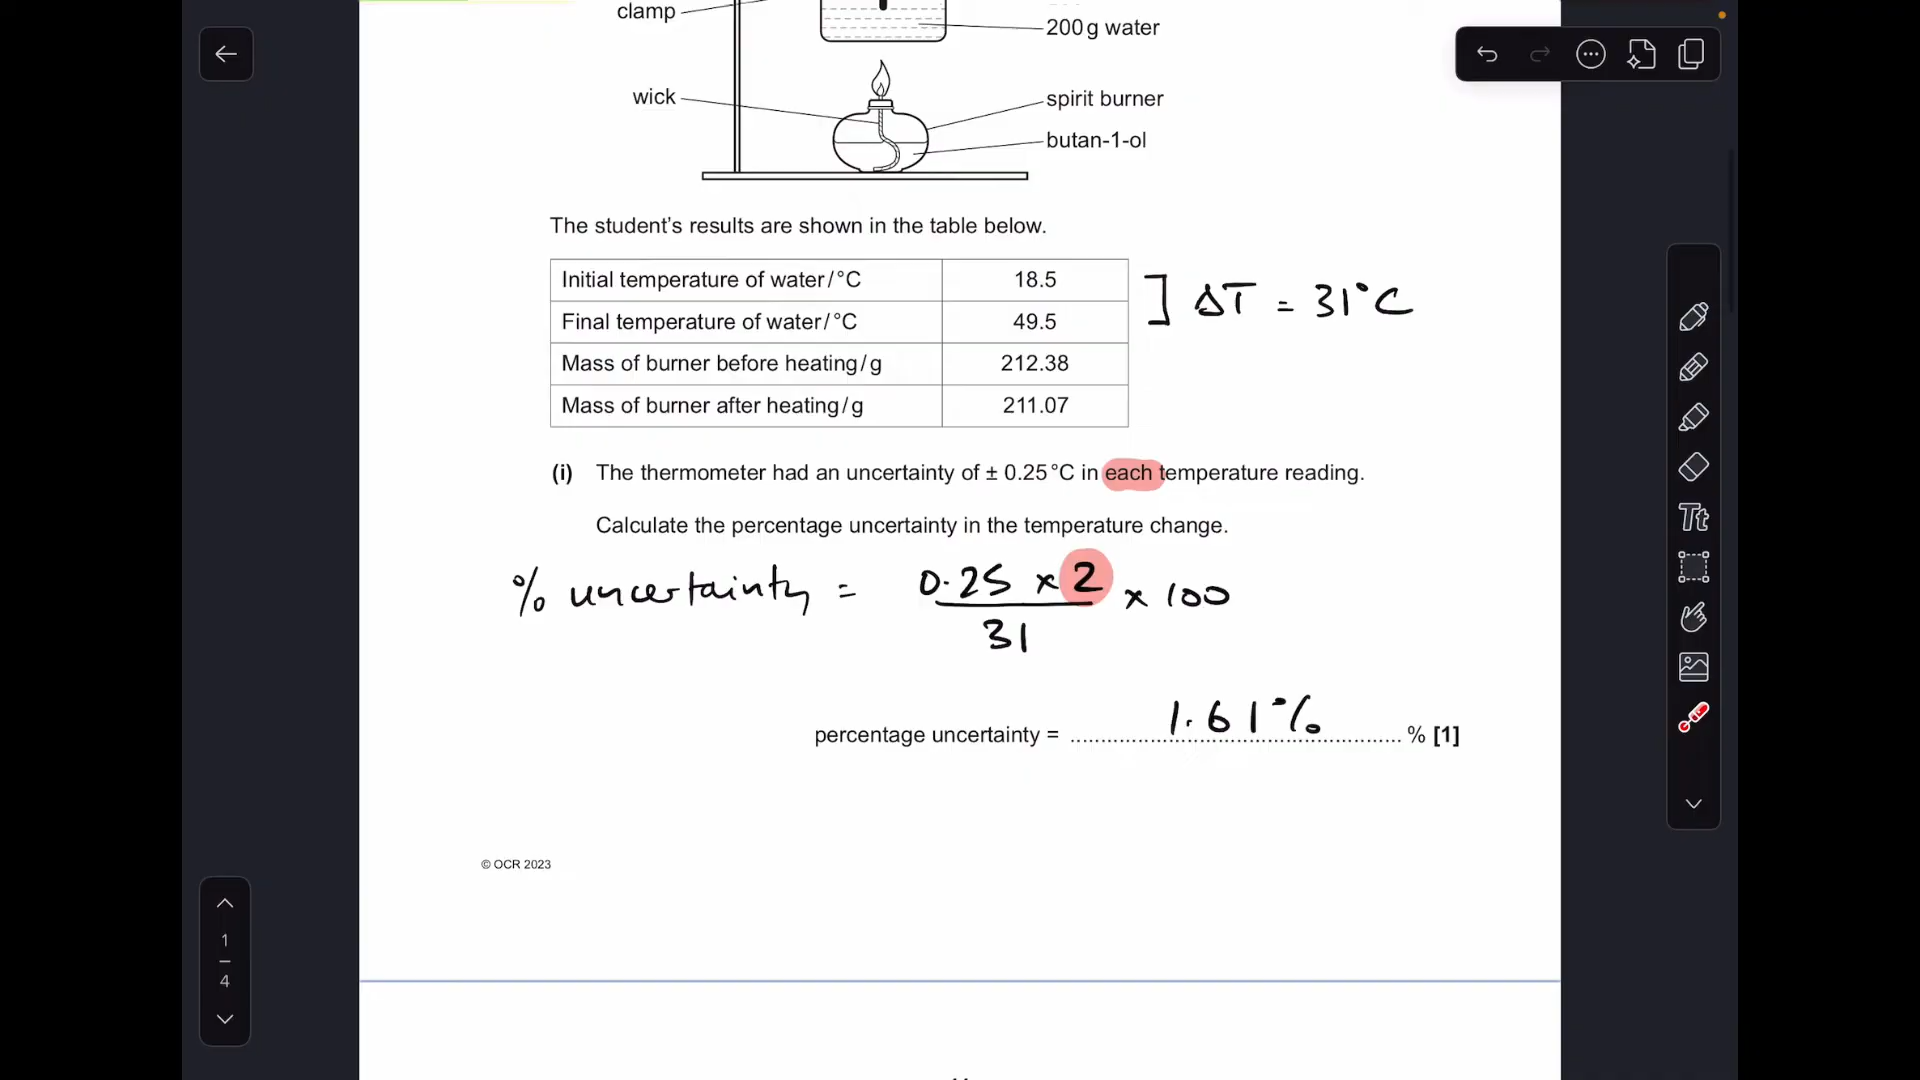 clamp
200 g water
wick
spirit burner
butan-1-ol
The student's results are shown in the table below.
Initial temperature of water/°C 18.5
Final temperature of water/°C 49.5
Mass of burner before heating/g 212.38
Mass of burner after heating/g 211.07
] ΔT = 31°C
(i) The thermometer had an uncertainty of ± 0.25 °C in each temperature reading.
Calculate the percentage uncertainty in the temperature change.
% uncertainty = 0.25 × 2 / 31 × 100
1.61%
percentage uncertainty = ........................................................ % [1]
© OCR 2023
1
4
Tt